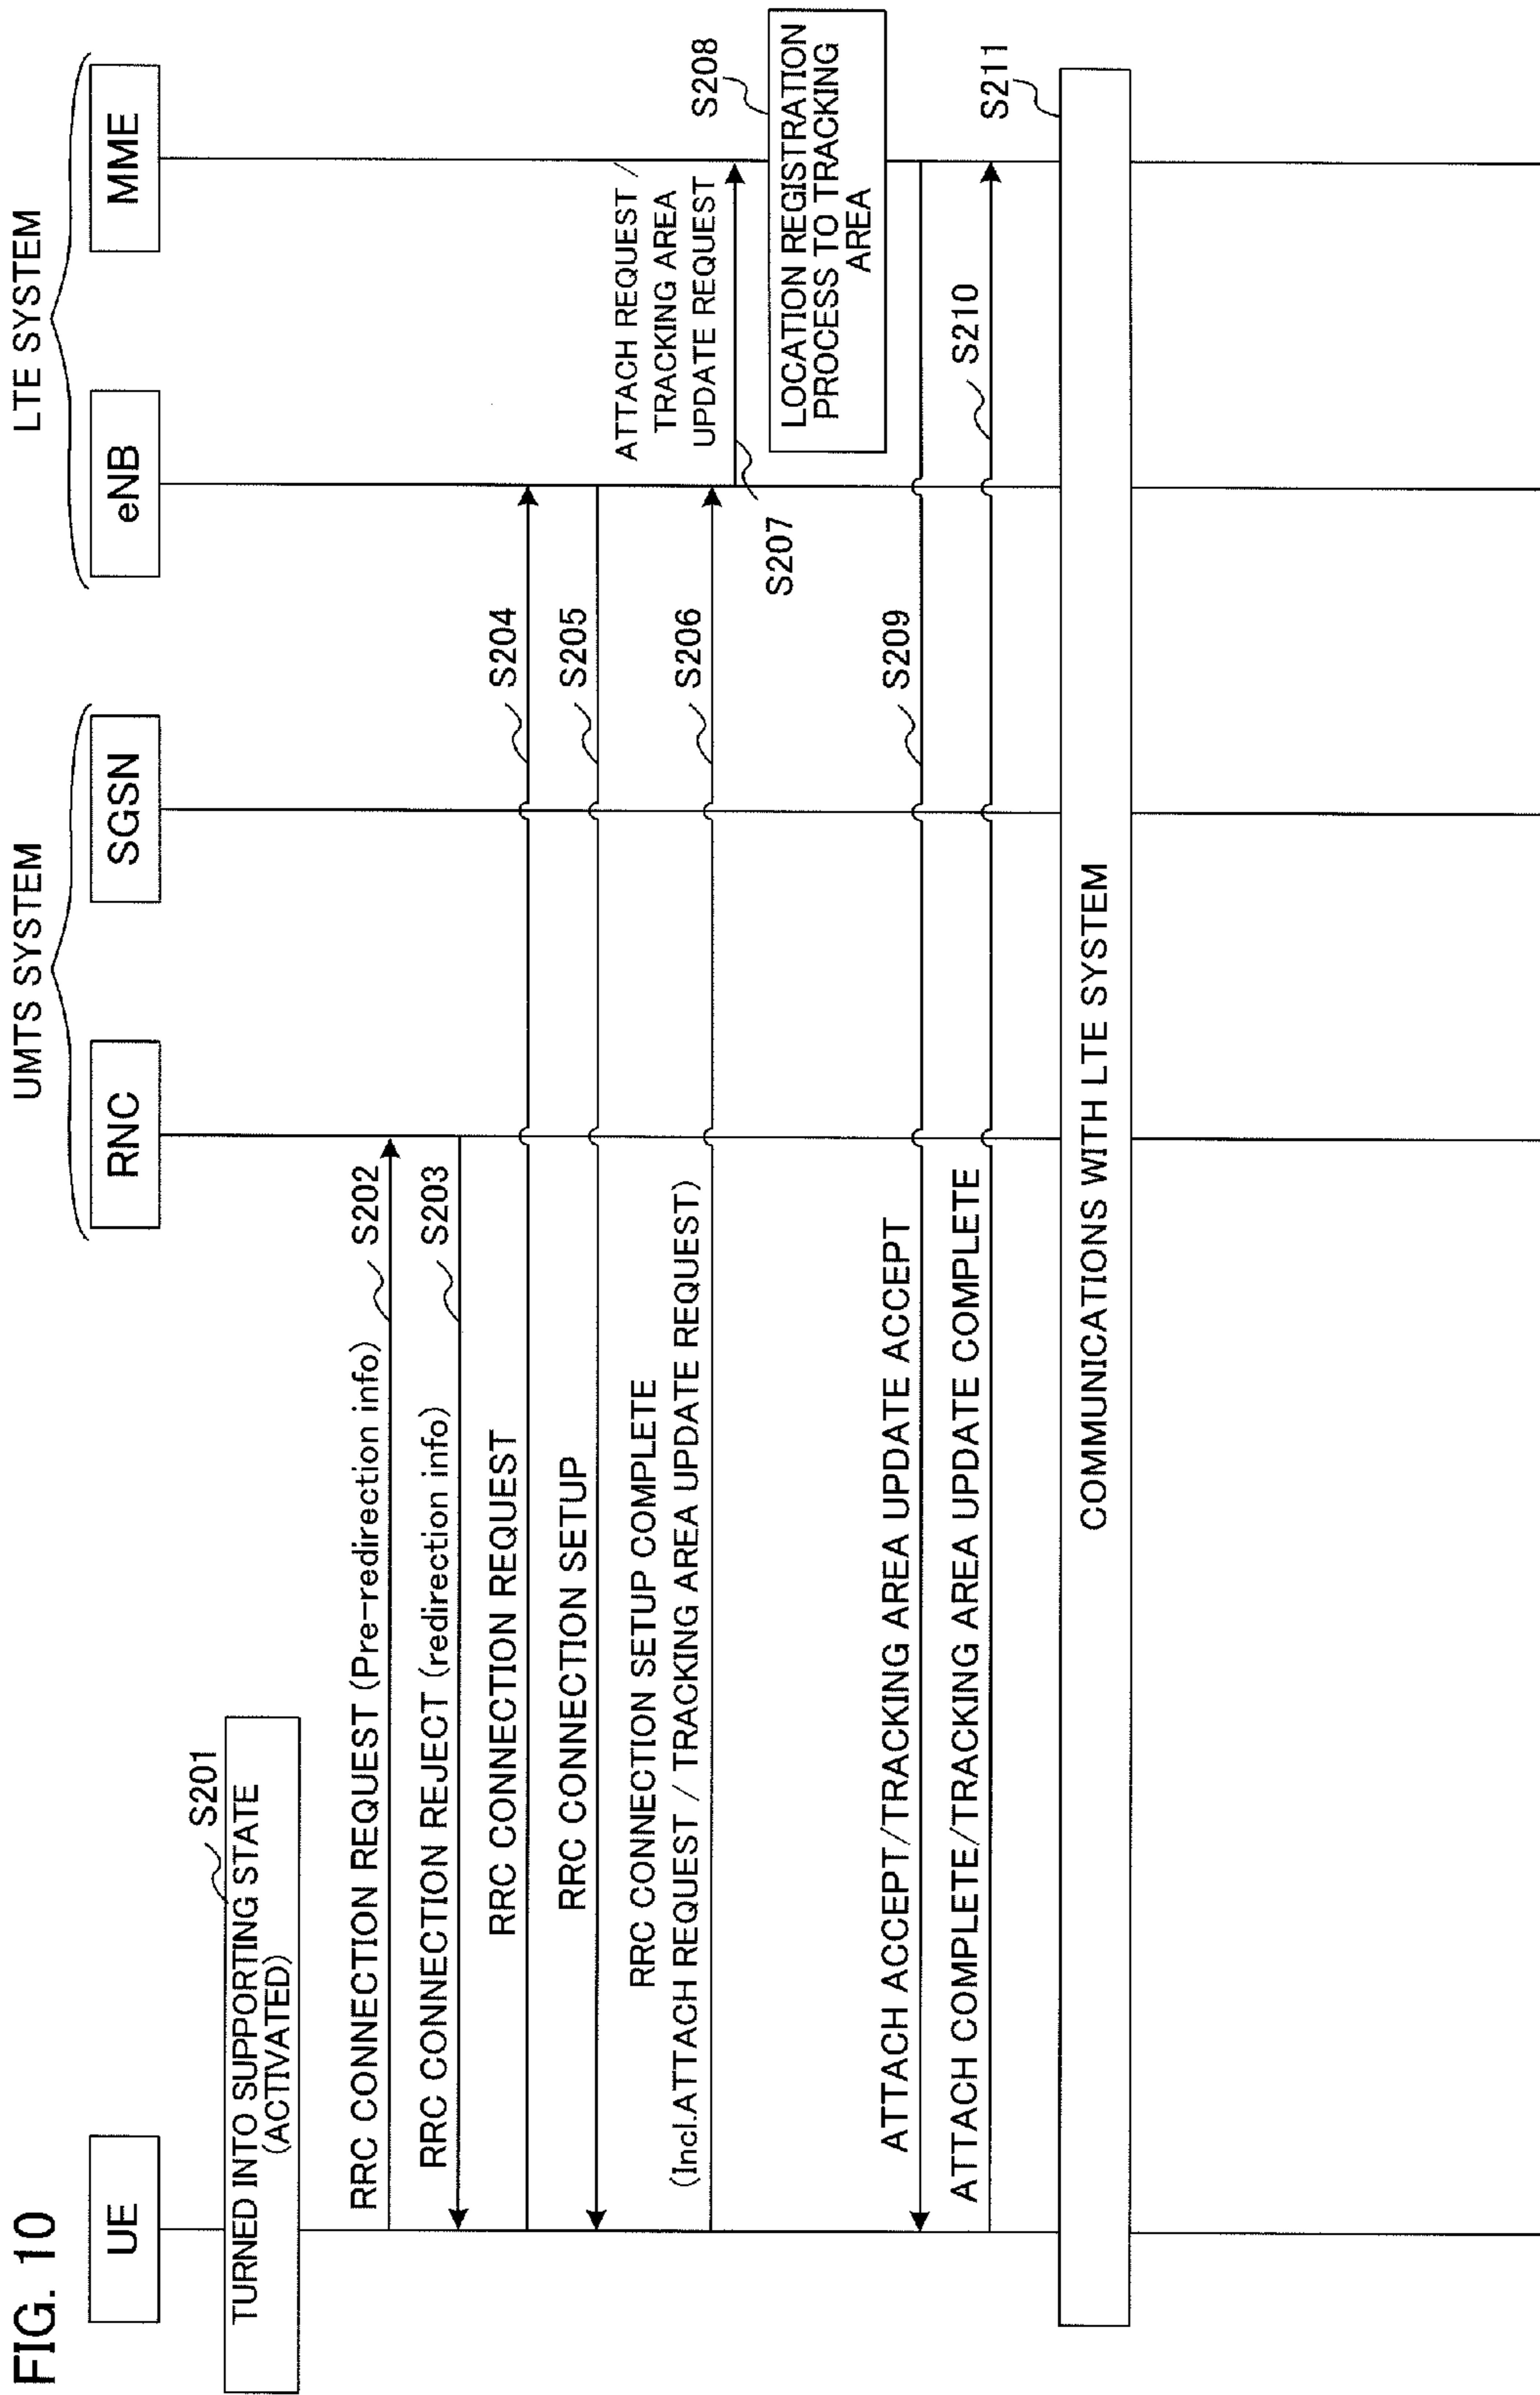 FIG. 10
UMTS SYSTEM
LTE SYSTEM
UE
RNC
SGSN
eNB
MME
S201
TURNED INTO SUPPORTING STATE
(ACTIVATED)
RRC CONNECTION REQUEST (Pre-redirection info)
S202
RRC CONNECTION REJECT (redirection info)
S203
RRC CONNECTION REQUEST
S204
RRC CONNECTION SETUP
S205
RRC CONNECTION SETUP COMPLETE
(Incl.ATTACH REQUEST / TRACKING AREA UPDATE REQUEST)
S206
ATTACH REQUEST /
TRACKING AREA
UPDATE REQUEST
S207
S208
LOCATION REGISTRATION
PROCESS TO TRACKING
AREA
ATTACH ACCEPT/TRACKING AREA UPDATE ACCEPT
S209
ATTACH COMPLETE/TRACKING AREA UPDATE COMPLETE
S210
S211
COMMUNICATIONS WITH LTE SYSTEM